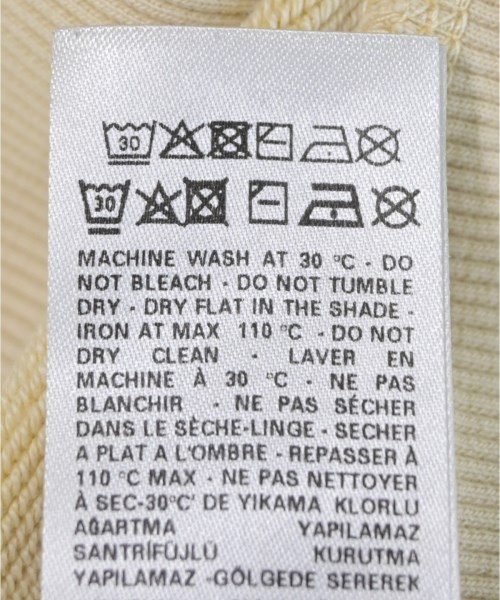 30
30
MACHINE WASH AT 30 °C - DO
NOT BLEACH - DO NOT TUMBLE
DRY - DRY FLAT IN THE SHADE -
IRON AT MAX 110 °C - DO NOT
DRY CLEAN - LAVER EN
MACHINE À 30 °C - NE PAS
BLANCHIR - NE PAS SÉCHER
DANS LE SÈCHE-LINGE - SECHER
A PLAT A L'OMBRE - REPASSER À
110 °C MAX - NE PAS NETTOYER
À SEC-30°C' DE YIKAMA KLORLU
AĞARTMA YAPILAMAZ
SANTRİFÜJLÜ KURUTMA
YAPILAMAZ -GÖLGEDE SEREREK